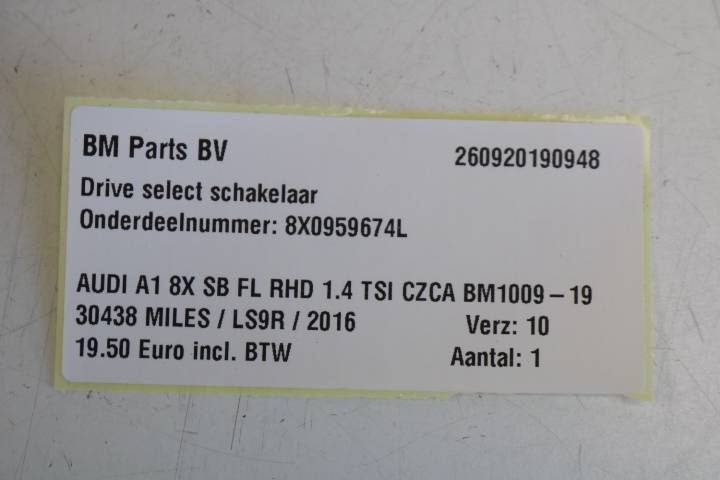 BM Parts BV 260920190948
Drive select schakelaar
Onderdeelnummer: 8X0959674L
AUDI A1 8X SB FL RHD 1.4 TSI CZCA BM1009 – 19
30438 MILES / LS9R / 2016 Verz: 10
19.50 Euro incl. BTW Aantal: 1